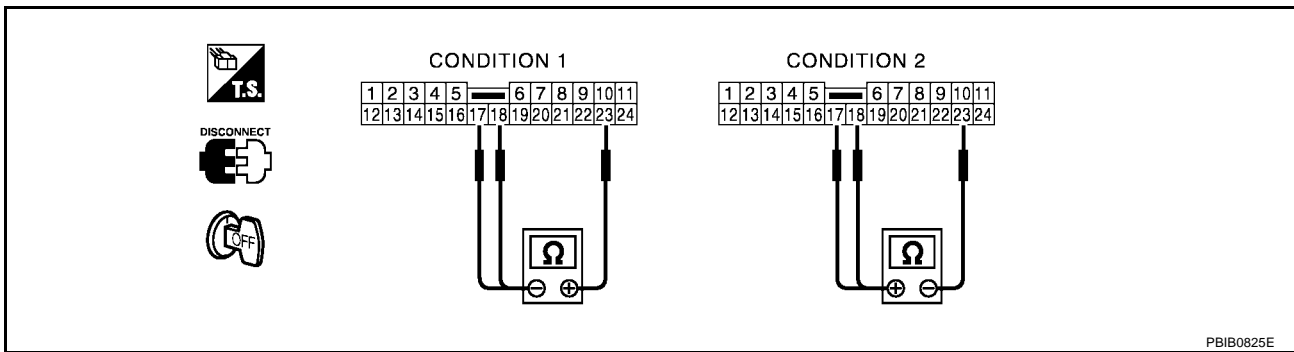 T.S.
DISCONNECT
OFF
CONDITION 1
1 2 3 4 5 6 7 8 9 10 11
12 13 14 15 16 17 18 19 20 21 22 23 24
Ω
− +
CONDITION 2
1 2 3 4 5 6 7 8 9 10 11
12 13 14 15 16 17 18 19 20 21 22 23 24
Ω
+ −
PBIB0825E